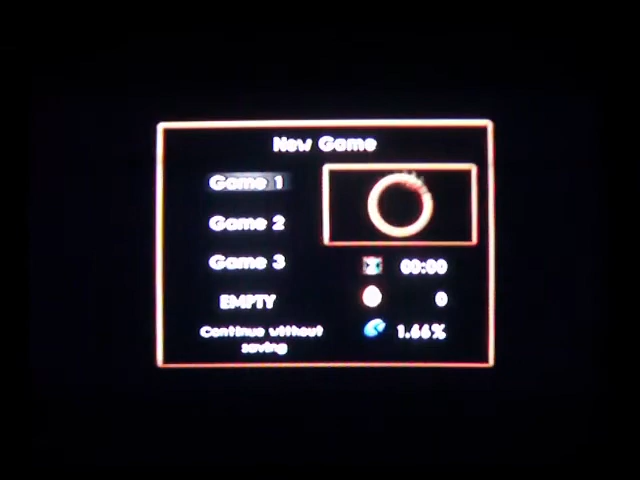 New Game
Game 1
Game 2
Game 3
00:00
EMPTY
0
Continue without
saving
1.66%